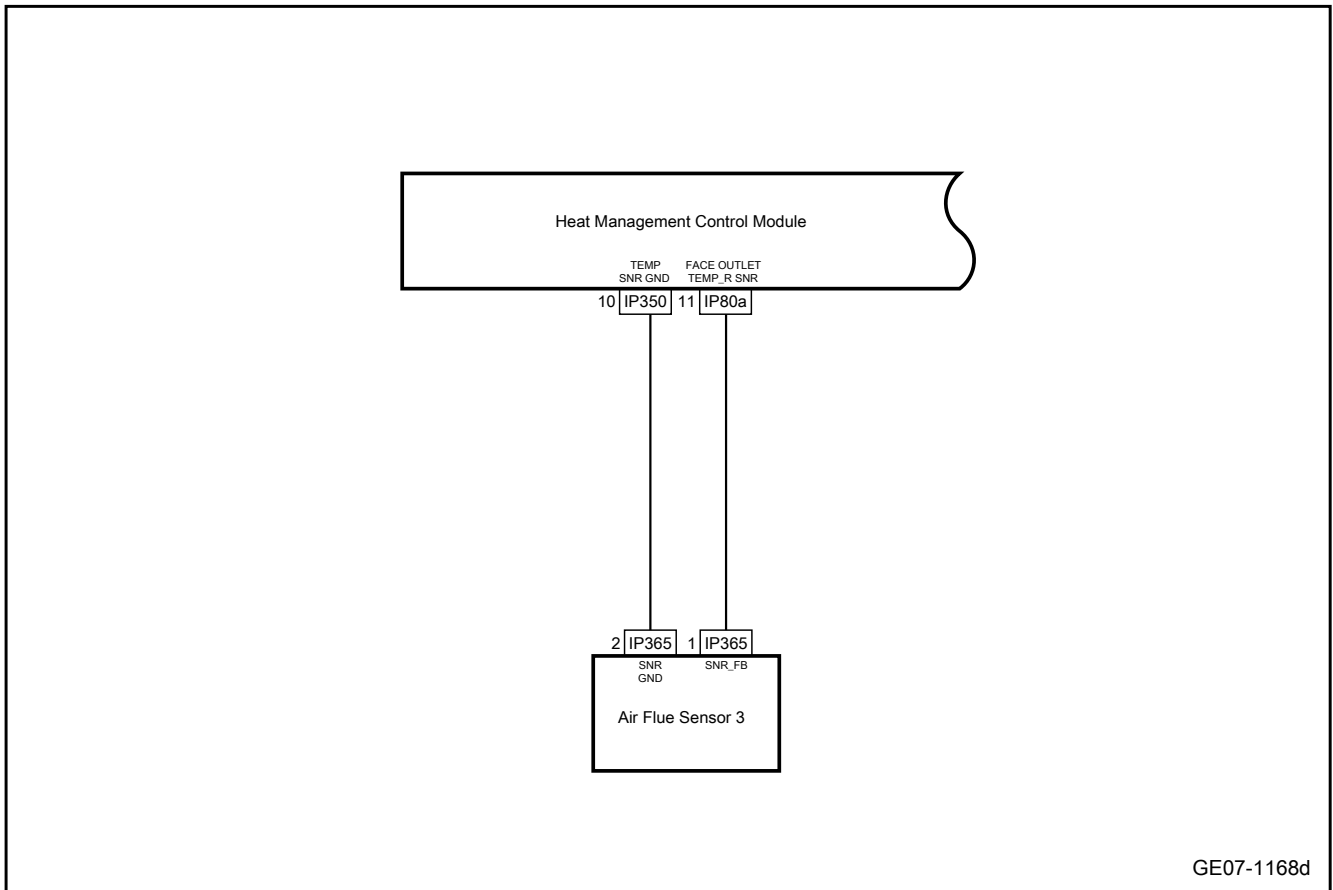 Heat Management Control Module
TEMP
SNR GND
FACE OUTLET
TEMP_R SNR
10 IP350 11 IP80a
2 IP365 1 IP365
SNR
GND
SNR_FB
Air Flue Sensor 3
GE07-1168d